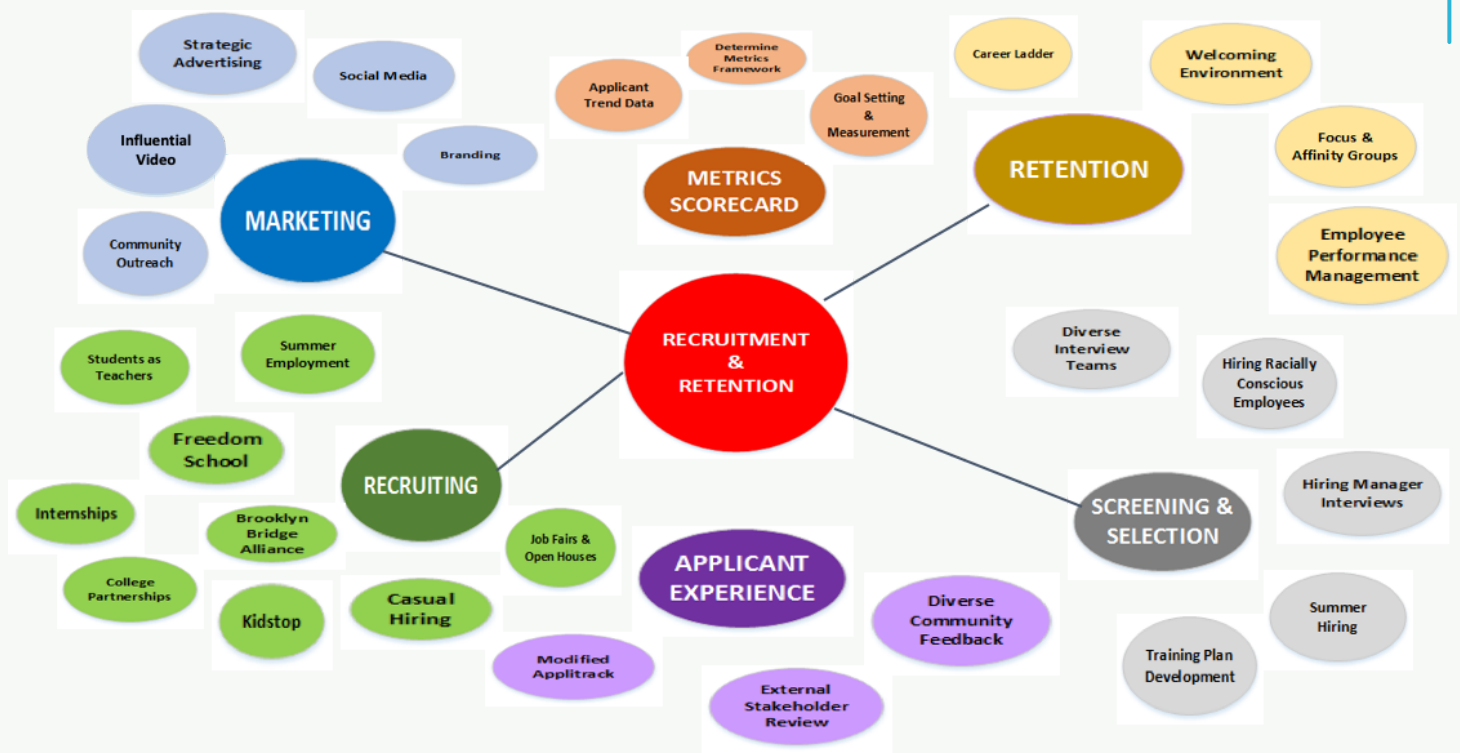 Strategic
Advertising
Social Media
Influential
Video
Branding
MARKETING
Community
Outreach
Applicant
Trend Data
Determine
Metrics
Framework
Goal Setting
&
Measurement
METRICS
SCORECARD
Career Ladder
Welcoming
Environment
Focus &
Affinity Groups
RETENTION
Employee
Performance
Management
RECRUITMENT
&
RETENTION
Students as
Teachers
Summer
Employment
Freedom
School
RECRUITING
Internships
Brooklyn
Bridge
Alliance
Job Fairs &
Open Houses
College
Partnerships
Kidstop
Casual
Hiring
APPLICANT
EXPERIENCE
Modified
Applitrack
External
Stakeholder
Review
Diverse
Community
Feedback
Diverse
Interview
Teams
Hiring Racially
Conscious
Employees
Hiring Manager
Interviews
SCREENING &
SELECTION
Summer
Hiring
Training Plan
Development